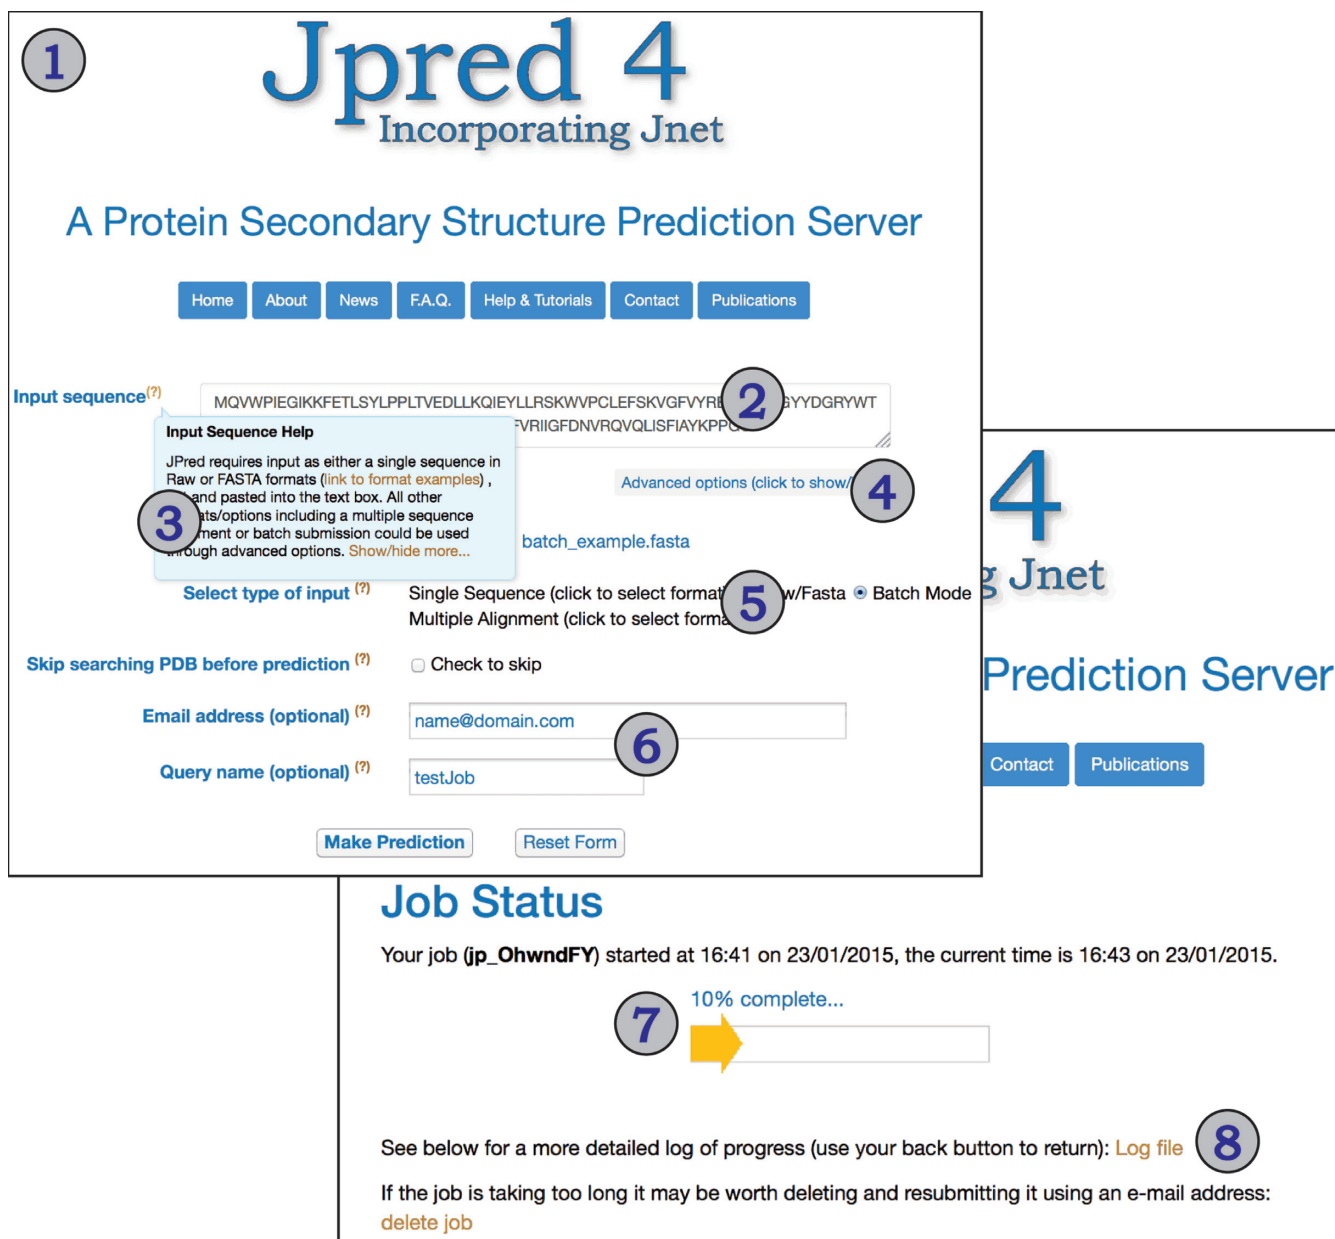 1
Jpred 4
Incorporating Jnet
A Protein Secondary Structure Prediction Server
Home About News F.A.Q. Help & Tutorials Contact Publications
Input sequence(?)
MQVWPIEGIKKFETLSYLPPLTVEDLLKQIEYLLRSKWVPCLEFSKVGFVYRE 2 GYYDGRYWT
FVRIIGFDNVRQVQLISFIAYKPPG
Input Sequence Help
JPred requires input as either a single sequence in
Raw or FASTA formats (link to format examples) ,
and pasted into the text box. All other
3 including a multiple sequence
or batch submission could be used
through advanced options. Show/hide more...
Advanced options (click to show/ 4
batch_example.fasta
Select type of input (?)
Single Sequence (click to select format 5 w/Fasta Batch Mode
Multiple Alignment (click to select
Skip searching PDB before prediction (?)
Check to skip
Email address (optional) (?)
name@domain.com
6
Query name (optional) (?)
testJob
Make Prediction Reset Form
4
Jnet
Prediction Server
Contact Publications
Job Status
Your job (jp_OhwndFY) started at 16:41 on 23/01/2015, the current time is 16:43 on 23/01/2015.
10% complete...
7
See below for a more detailed log of progress (use your back button to return): Log file 8
If the job is taking too long it may be worth deleting and resubmitting it using an e-mail address:
delete job